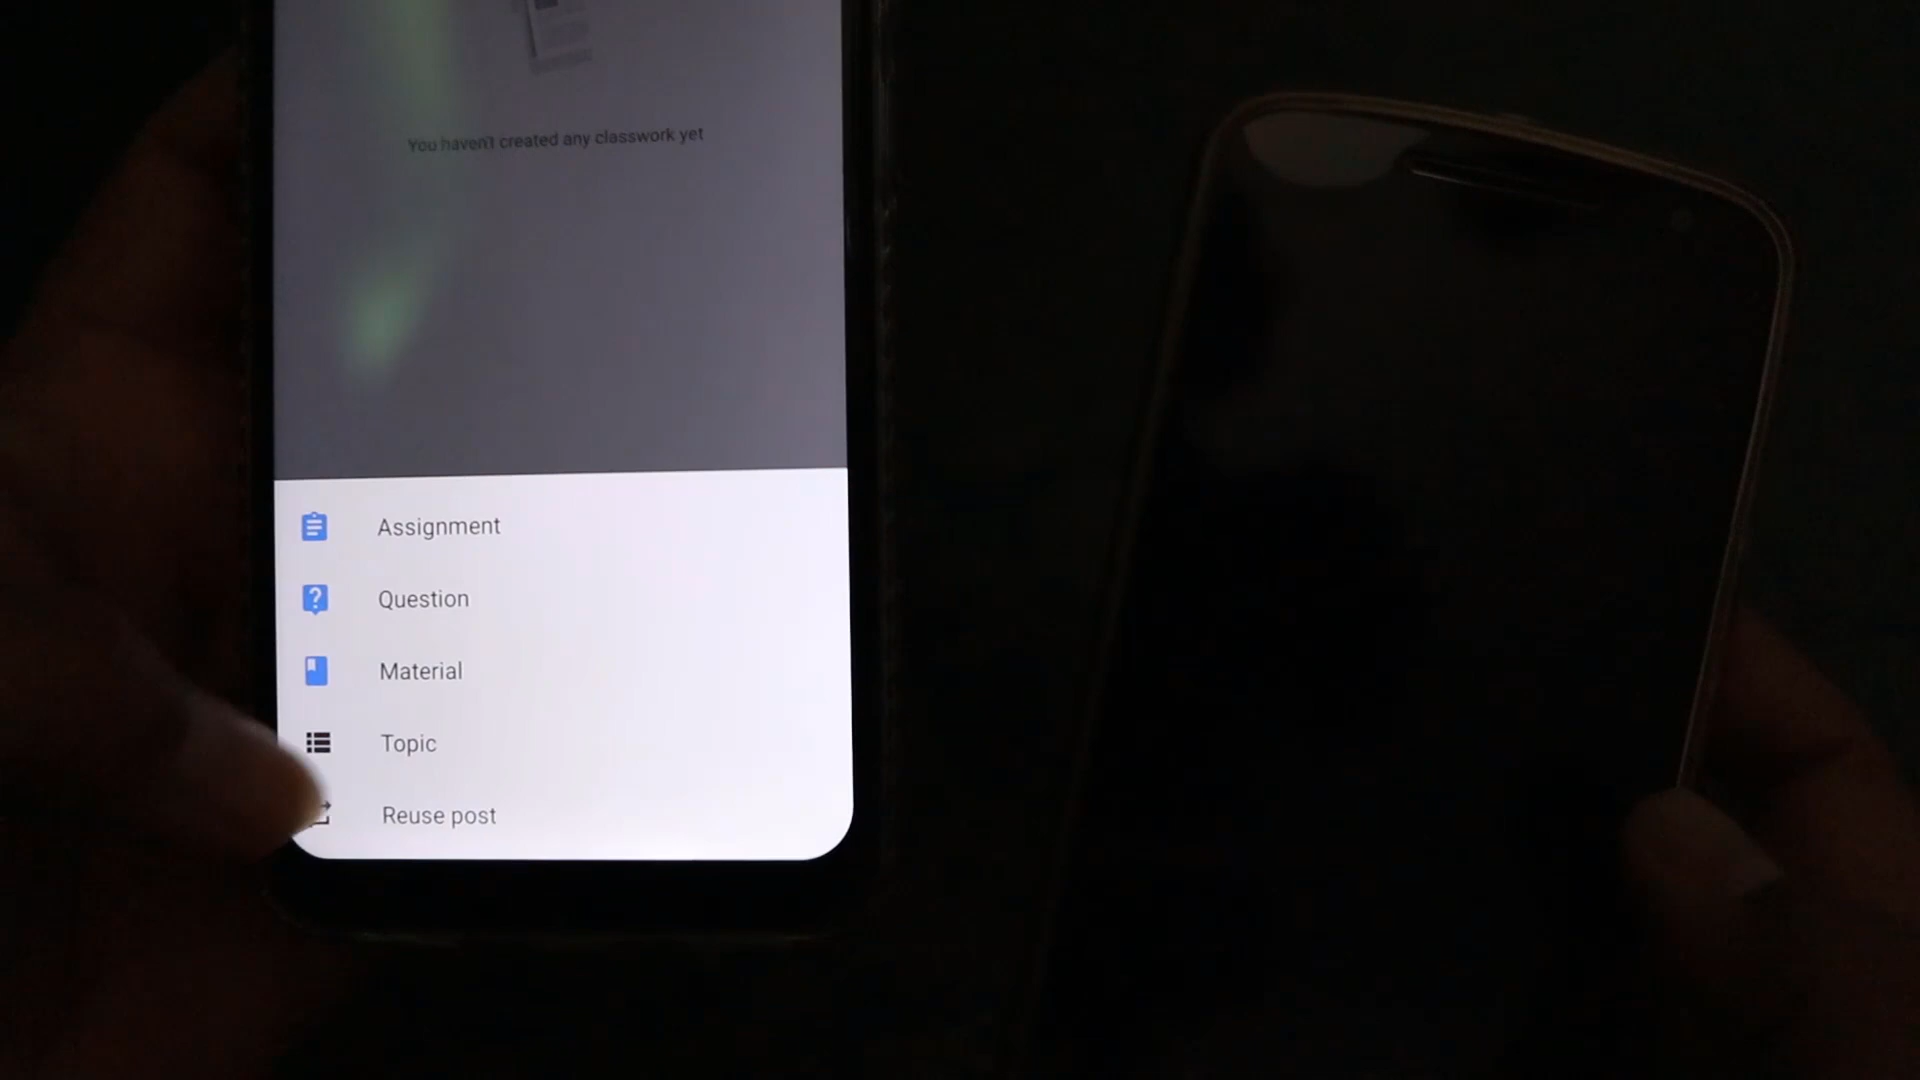 You haven't created any classwork yet
Assignment
Question
Material
Topic
Reuse post